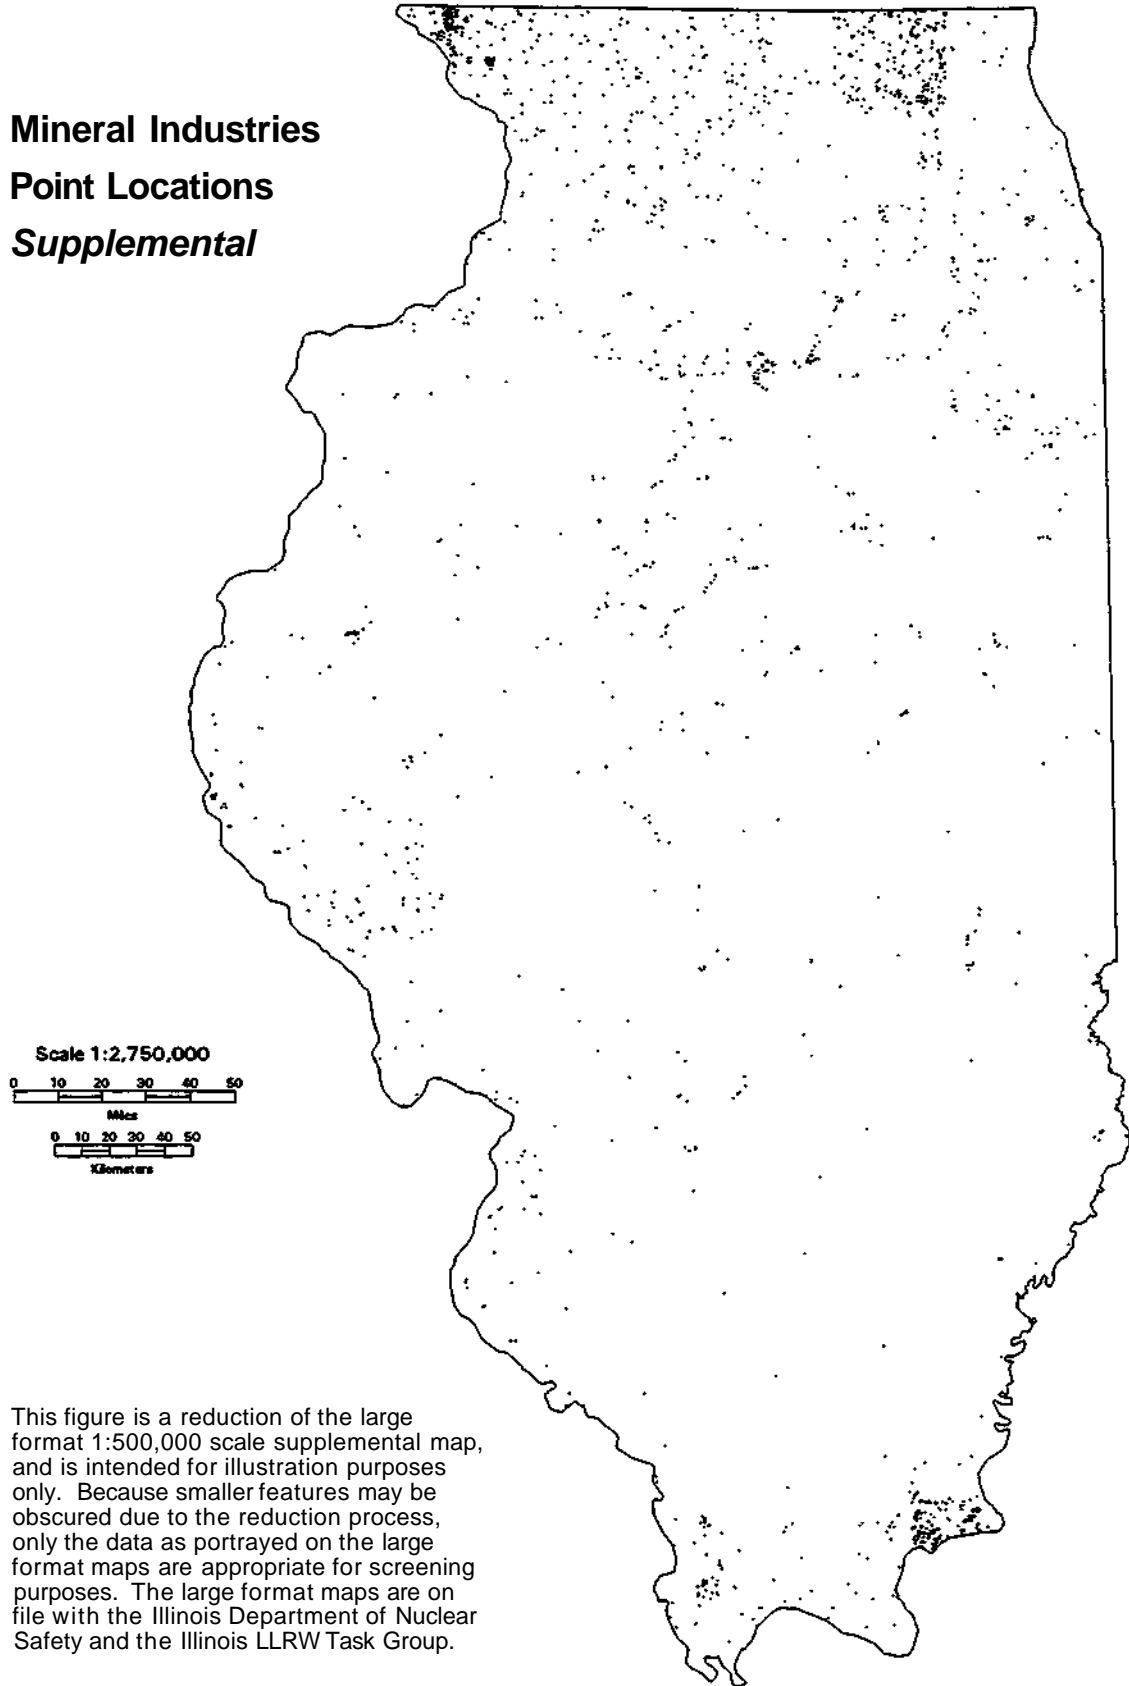 Mineral Industries
Point Locations
Supplemental
Scale 1:2,750,000
0 10 20 30 40 50
Miles
0 10 20 30 40 50
Kilometers
This figure is a reduction of the large
format 1:500,000 scale supplemental map,
and is intended for illustration purposes
only. Because smaller features may be
obscured due to the reduction process,
only the data as portrayed on the large
format maps are appropriate for screening
purposes. The large format maps are on
file with the Illinois Department of Nuclear
Safety and the Illinois LLRW Task Group.